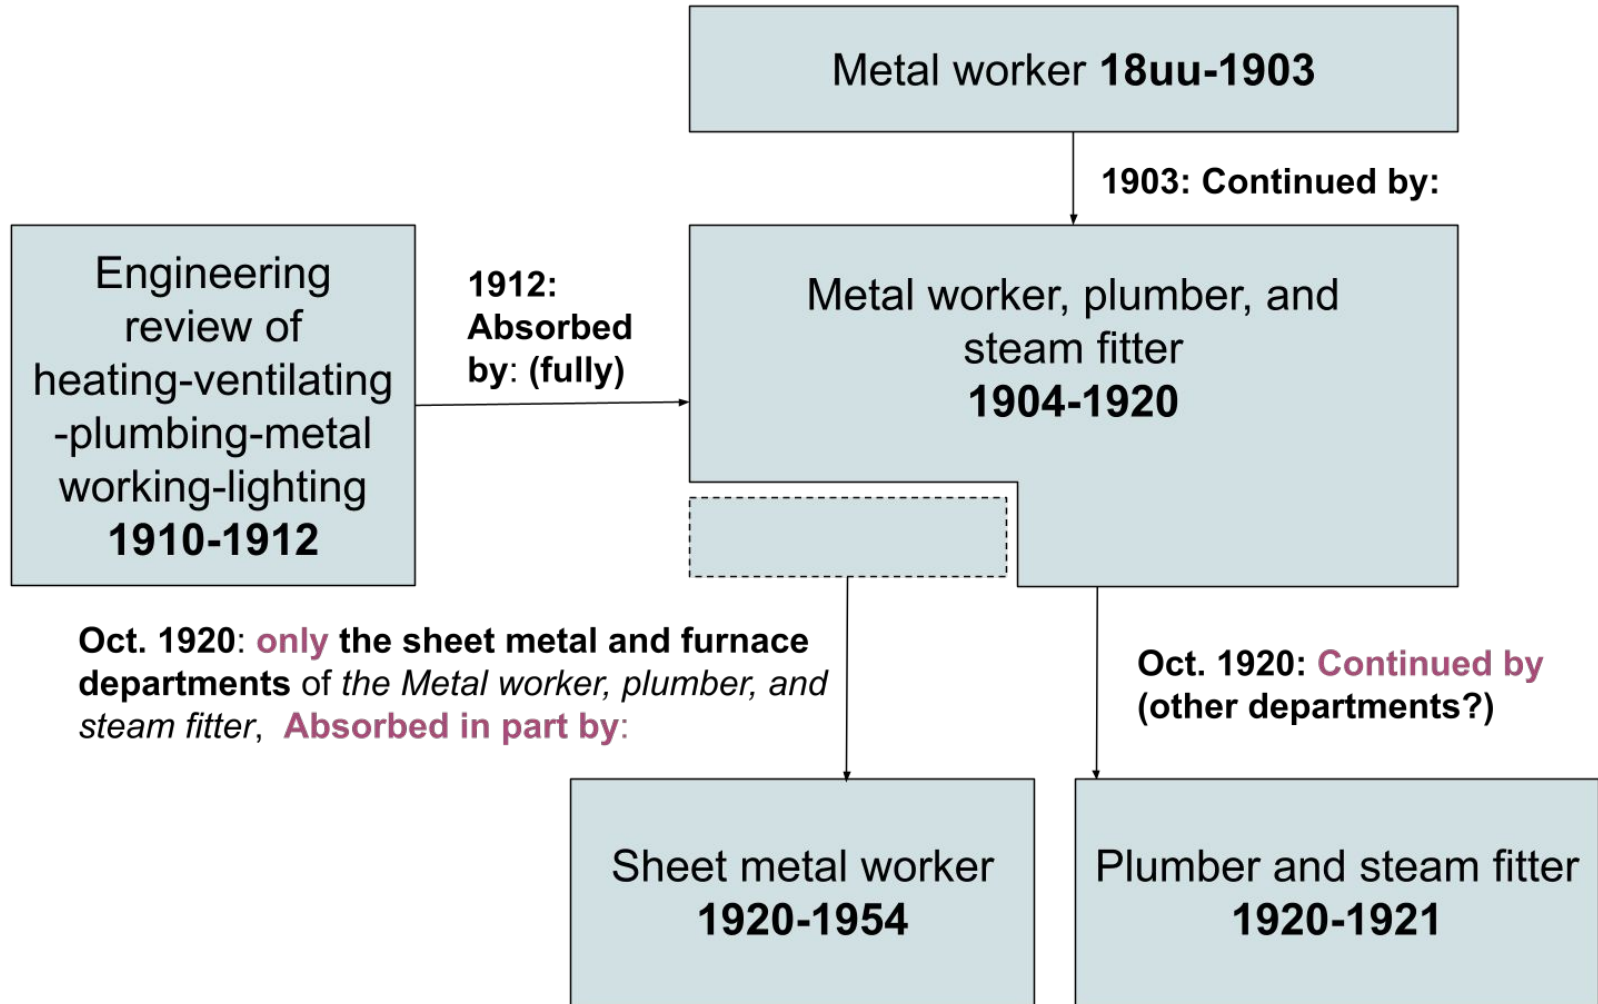 Metal worker 18uu-1903
1903: Continued by:
Engineering
review of
heating-ventilating
-plumbing-metal
working-lighting
1910-1912
1912:
Absorbed
by: (fully)
Metal worker, plumber, and
steam fitter
1904-1920
Oct. 1920: only the sheet metal and furnace
departments of the Metal worker, plumber, and
steam fitter, Absorbed in part by:
Oct. 1920: Continued by
(other departments?)
Sheet metal worker
1920-1954
Plumber and steam fitter
1920-1921